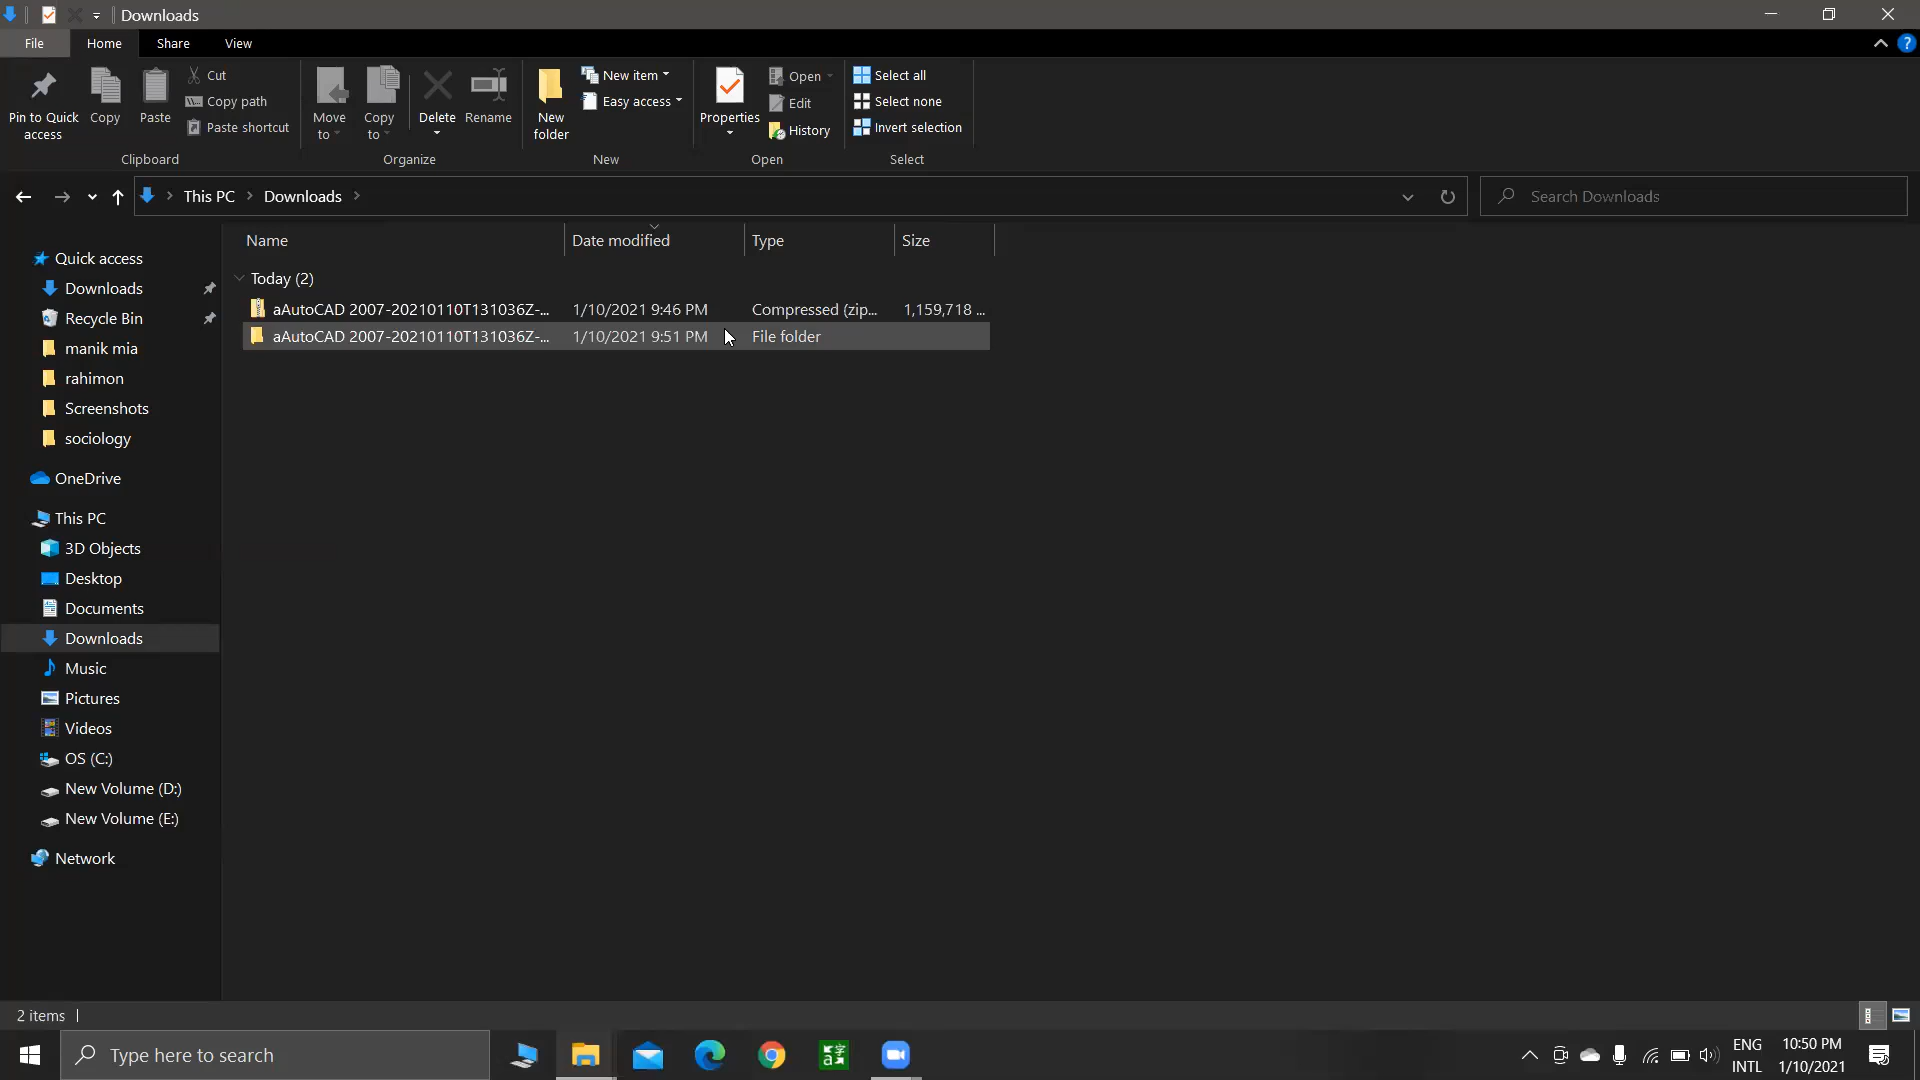 Downloads
File Home Share View
Pin to Quick access
Copy
Paste
Cut
Copy path
Paste shortcut
Clipboard
Move to
Copy to
Delete
Rename
Organize
New folder
New item
Easy access
New
Properties
Open
Edit
History
Open
Select all
Select none
Invert selection
Select
This PC Downloads
Search Downloads
Name Date modified Type Size
Today (2)
aAutoCAD 2007-20210110T131036Z-... 1/10/2021 9:46 PM Compressed (zip... 1,159,718 ...
aAutoCAD 2007-20210110T131036Z-... 1/10/2021 9:51 PM File folder
Quick access
Downloads
Recycle Bin
manik mia
rahimon
Screenshots
sociology
OneDrive
This PC
3D Objects
Desktop
Documents
Downloads
Music
Pictures
Videos
OS (C:)
New Volume (D:)
New Volume (E:)
Network
2 items
Type here to search
a字
ENG
INTL
10:50 PM
1/10/2021